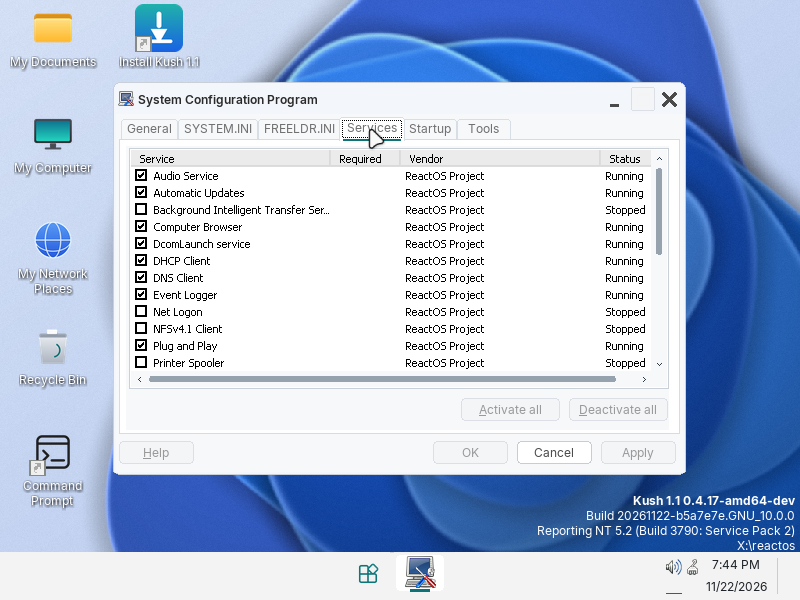 My Documents
Install Kush 1.1
My Computer
My Network
Places
Recycle Bin
Command
Prompt
System Configuration Program
General SYSTEM.INI FREELDR.INI Services Startup Tools
Service Required Vendor Status
Audio Service ReactOS Project Running
Automatic Updates ReactOS Project Running
Background Intelligent Transfer Ser... ReactOS Project Stopped
Computer Browser ReactOS Project Running
DcomLaunch service ReactOS Project Running
DHCP Client ReactOS Project Running
DNS Client ReactOS Project Running
Event Logger ReactOS Project Running
Net Logon ReactOS Project Stopped
NFSv4.1 Client ReactOS Project Stopped
Plug and Play ReactOS Project Running
Printer Spooler ReactOS Project Stopped
Activate all Deactivate all
Help OK Cancel Apply
Kush 1.1 0.4.17-amd64-dev
Build 20261122-b5a7e7e.GNU_10.0.0
Reporting NT 5.2 (Build 3790: Service Pack 2)
X:\reactos
7:44 PM
11/22/2026